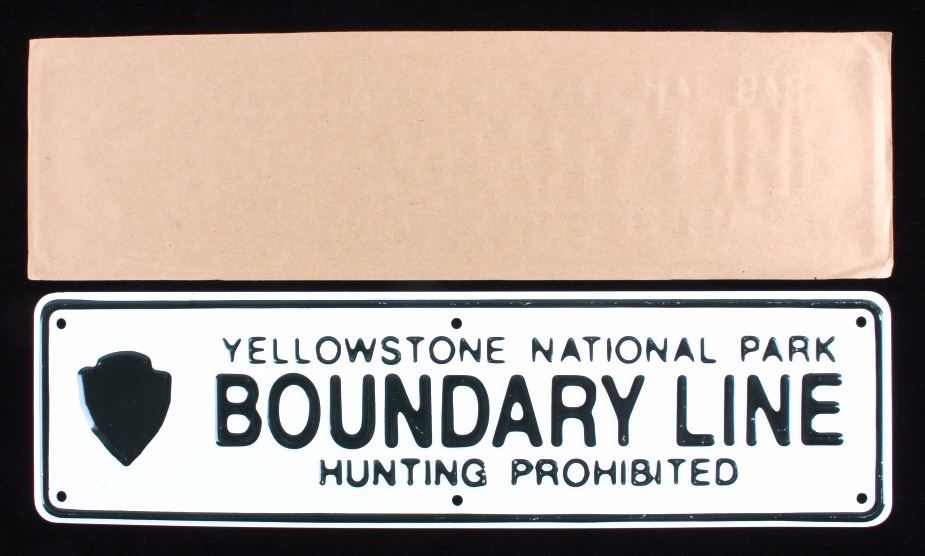 YELLOWSTONE NATIONAL PARK
BOUNDARY LINE
HUNTING PROHIBITED